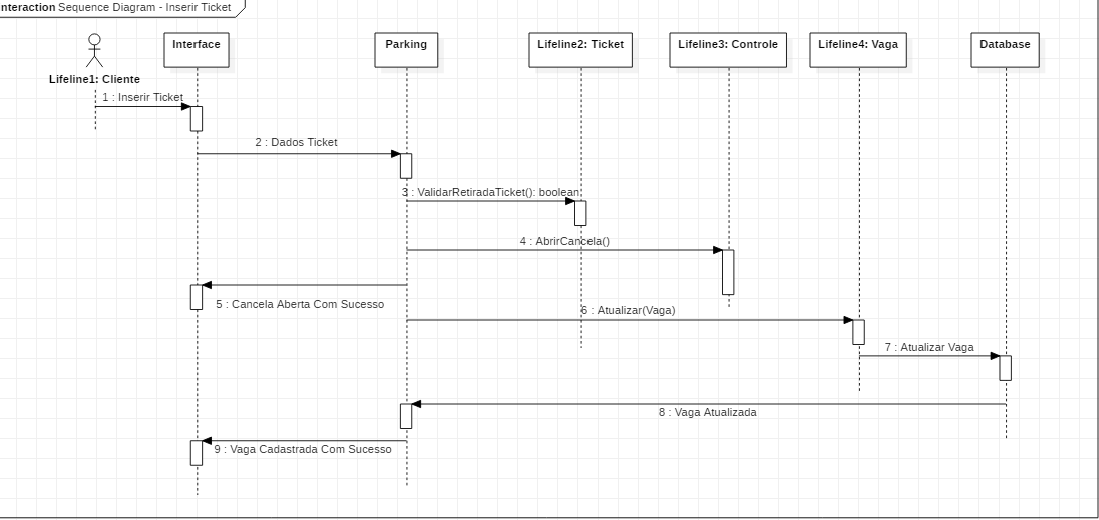 nteraction Sequence Diagram - Inserir Ticket
Interface
Parking
Lifeline2: Ticket
Lifeline3: Controle
Lifeline4: Vaga
Database
Lifeline1: Cliente
1 : Inserir Ticket
2 : Dados Ticket
3 : ValidarRetiradaTicket(): boolean
4 : AbrirCancela()
5 : Cancela Aberta Com Sucesso
6 : Atualizar(Vaga)
7 : Atualizar Vaga
8 : Vaga Atualizada
9 : Vaga Cadastrada Com Sucesso